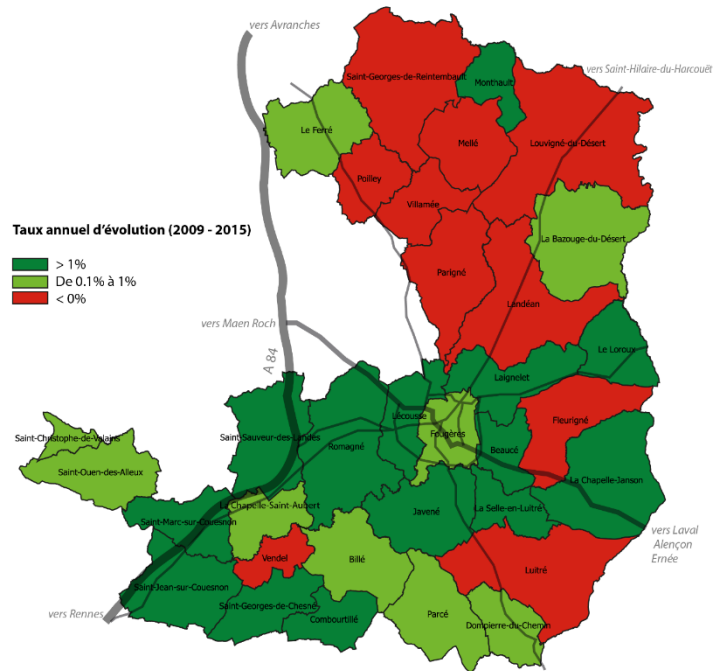 vers Avranches
vers Saint-Hilaire-du-Harcouët
Saint-Georges-de-Reintembault
Monthault
Le Ferré
Mellé
Louvigné-du-Désert
Poilley
Villamée
Taux annuel d'évolution (2009 - 2015)
> 1%
De 0.1% à 1%
< 0%
La Bazouge-du-Désert
Parigné
Landéan
vers Maen Roch
A 84
Le Loroux
Laignelet
Lécousse
Fleurigné
Saint-Christophe-de-Valains
Saint-Sauveur-des-Landes
Romagné
Fougères
Beaucé
Saint-Ouen-des-Alleux
La Chapelle-Janson
La Chapelle-Saint-Aubert
Saint-Marc-sur-Couesnon
Javené
La Selle-en-Luitré
vers Laval
Alençon
Ernée
Vendel
Billé
Luitré
Saint-Jean-sur-Couesnon
vers Rennes
Saint-Georges-de-Chesné
Combourtillé
Parcé
Dompierre-du-Chemin